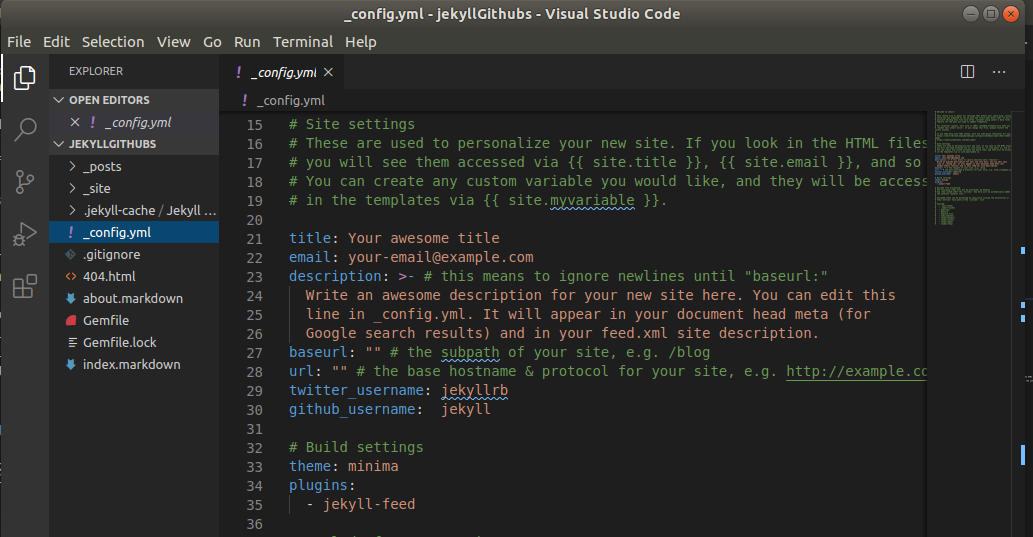 _config.yml - jekyllGithubs - Visual Studio Code
File Edit Selection View Go Run Terminal Help
EXPLORER
OPEN EDITORS
_config.yml
JEKYLLGITHUBS
_posts
_site
.jekyll-cache / Jekyll ...
_config.yml
.gitignore
404.html
about.markdown
Gemfile
Gemfile.lock
index.markdown
_config.yml
_config.yml
15 # Site settings
16 # These are used to personalize your new site. If you look in the HTML files
17 # you will see them accessed via {{ site.title }}, {{ site.email }}, and so
18 # You can create any custom variable you would like, and they will be access
19 # in the templates via {{ site.myvariable }}.
20
21 title: Your awesome title
22 email: your-email@example.com
23 description: >- # this means to ignore newlines until "baseurl:"
24 Write an awesome description for your new site here. You can edit this
25 line in _config.yml. It will appear in your document head meta (for
26 Google search results) and in your feed.xml site description.
27 baseurl: "" # the subpath of your site, e.g. /blog
28 url: "" # the base hostname & protocol for your site, e.g. http://example.co
29 twitter_username: jekyllrb
30 github_username:  jekyll
31
32 # Build settings
33 theme: minima
34 plugins:
35 - jekyll-feed
36